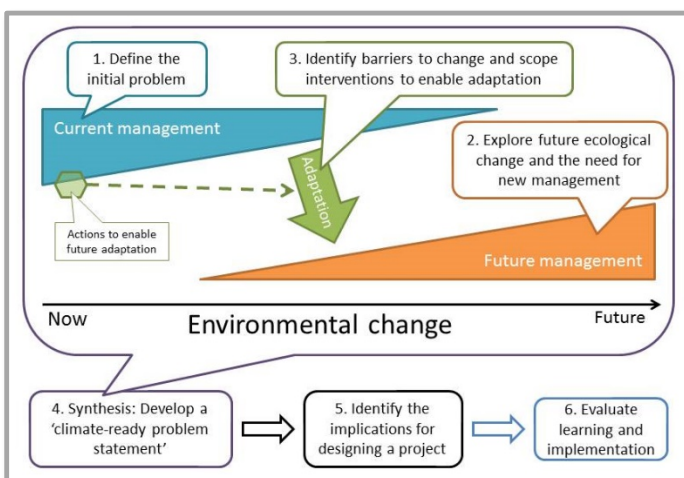 1. Define the
initial problem
3. Identify barriers to change and scope
interventions to enable adaptation
Current management
2. Explore future ecological
change and the need for
new management
Adaptation
Actions to enable
future adaptation
Future management
Now
Environmental change
Future
4. Synthesis: Develop a
‘climate-ready problem
statement’
5. Identify the
implications for
designing a project
6. Evaluate
learning and
implementation